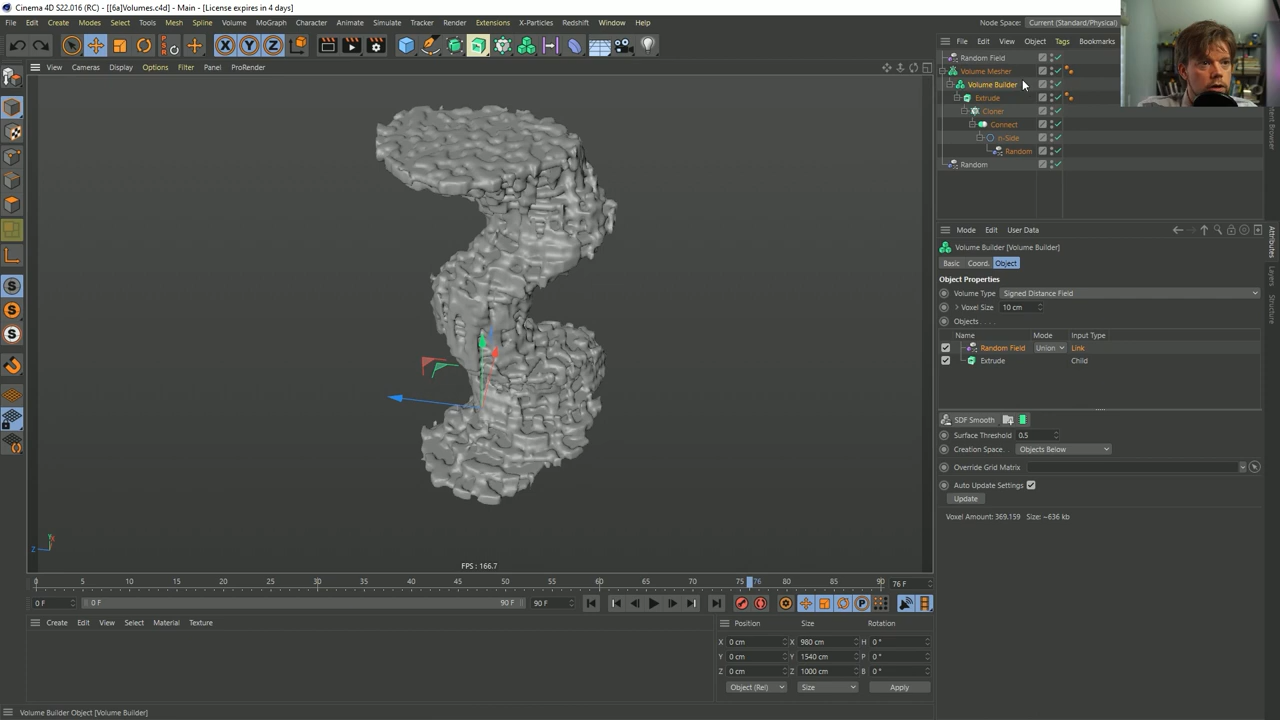 Cinema 4D S22.016 (RC) - [[6a]Volumes.c4d] - Main - [License expires in 4 days]
File Edit Create Modes Select Tools Mesh Spline Volume MoGraph Character Animate Simulate Tracker Render Extensions X-Particles Redshift Window Help
Node Space: Current (Standard/Physical)
File Edit View Object Tags Bookmarks
View Cameras Display Options Filter Panel ProRender
Random Field
Volume Mesher
Volume Builder
Extrude
Cloner
Connect
n-Side
Random
Random
Content Browser
Attributes
Layers
Structure
Mode Edit User Data
Volume Builder [Volume Builder]
Basic Coord. Object
Object Properties
Volume Type Signed Distance Field
Voxel Size 10 cm
Objects . . . .
Name Mode Input Type
Random Field Union Link
Extrude Child
SDF Smooth
Surface Threshold 0.5
Creation Space. . Objects Below
Override Grid Matrix
Auto Update Settings
Update
Voxel Amount: 369.159 Size: ~636 kb
Y
X
Z
FPS : 166.7
0 5 10 15 20 25 30 35 40 45 50 55 60 65 70 75 76 80 85 90 76 F
0 F 0 F 90 F 90 F
Create Edit View Select Material Texture
Position Size Rotation
X 0 cm X 980 cm H 0 °
Y 0 cm Y 1540 cm P 0 °
Z 0 cm Z 1000 cm B 0 °
Object (Rel) Size Apply
Volume Builder Object [Volume Builder]